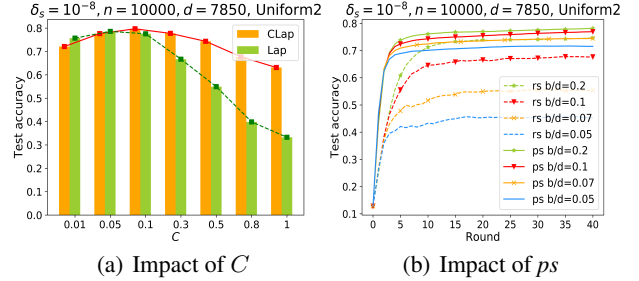 δₛ = 10⁻⁸, n = 10000, d = 7850, Uniform2
Test accuracy
0.8
0.7
0.6
0.5
0.4
0.3
0.2
0.1
0.0
CLap
Lap
0.01 0.05 0.1 0.3 0.5 0.8 1
C
(a) Impact of C
δₛ = 10⁻⁸, n = 10000, d = 7850, Uniform2
Test accuracy
0.8
0.7
0.6
0.5
0.4
0.3
0.2
0.1
rs b/d=0.2
rs b/d=0.1
rs b/d=0.07
rs b/d=0.05
ps b/d=0.2
ps b/d=0.1
ps b/d=0.07
ps b/d=0.05
0 5 10 15 20 25 30 35 40
Round
(b) Impact of ps